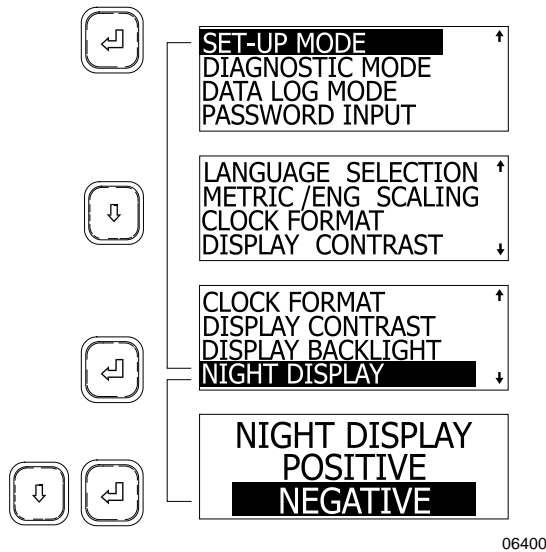 SET-UP MODE
DIAGNOSTIC MODE
DATA LOG MODE
PASSWORD INPUT
LANGUAGE SELECTION
METRIC /ENG SCALING
CLOCK FORMAT
DISPLAY CONTRAST
CLOCK FORMAT
DISPLAY CONTRAST
DISPLAY BACKLIGHT
NIGHT DISPLAY
NIGHT DISPLAY
POSITIVE
NEGATIVE
06400